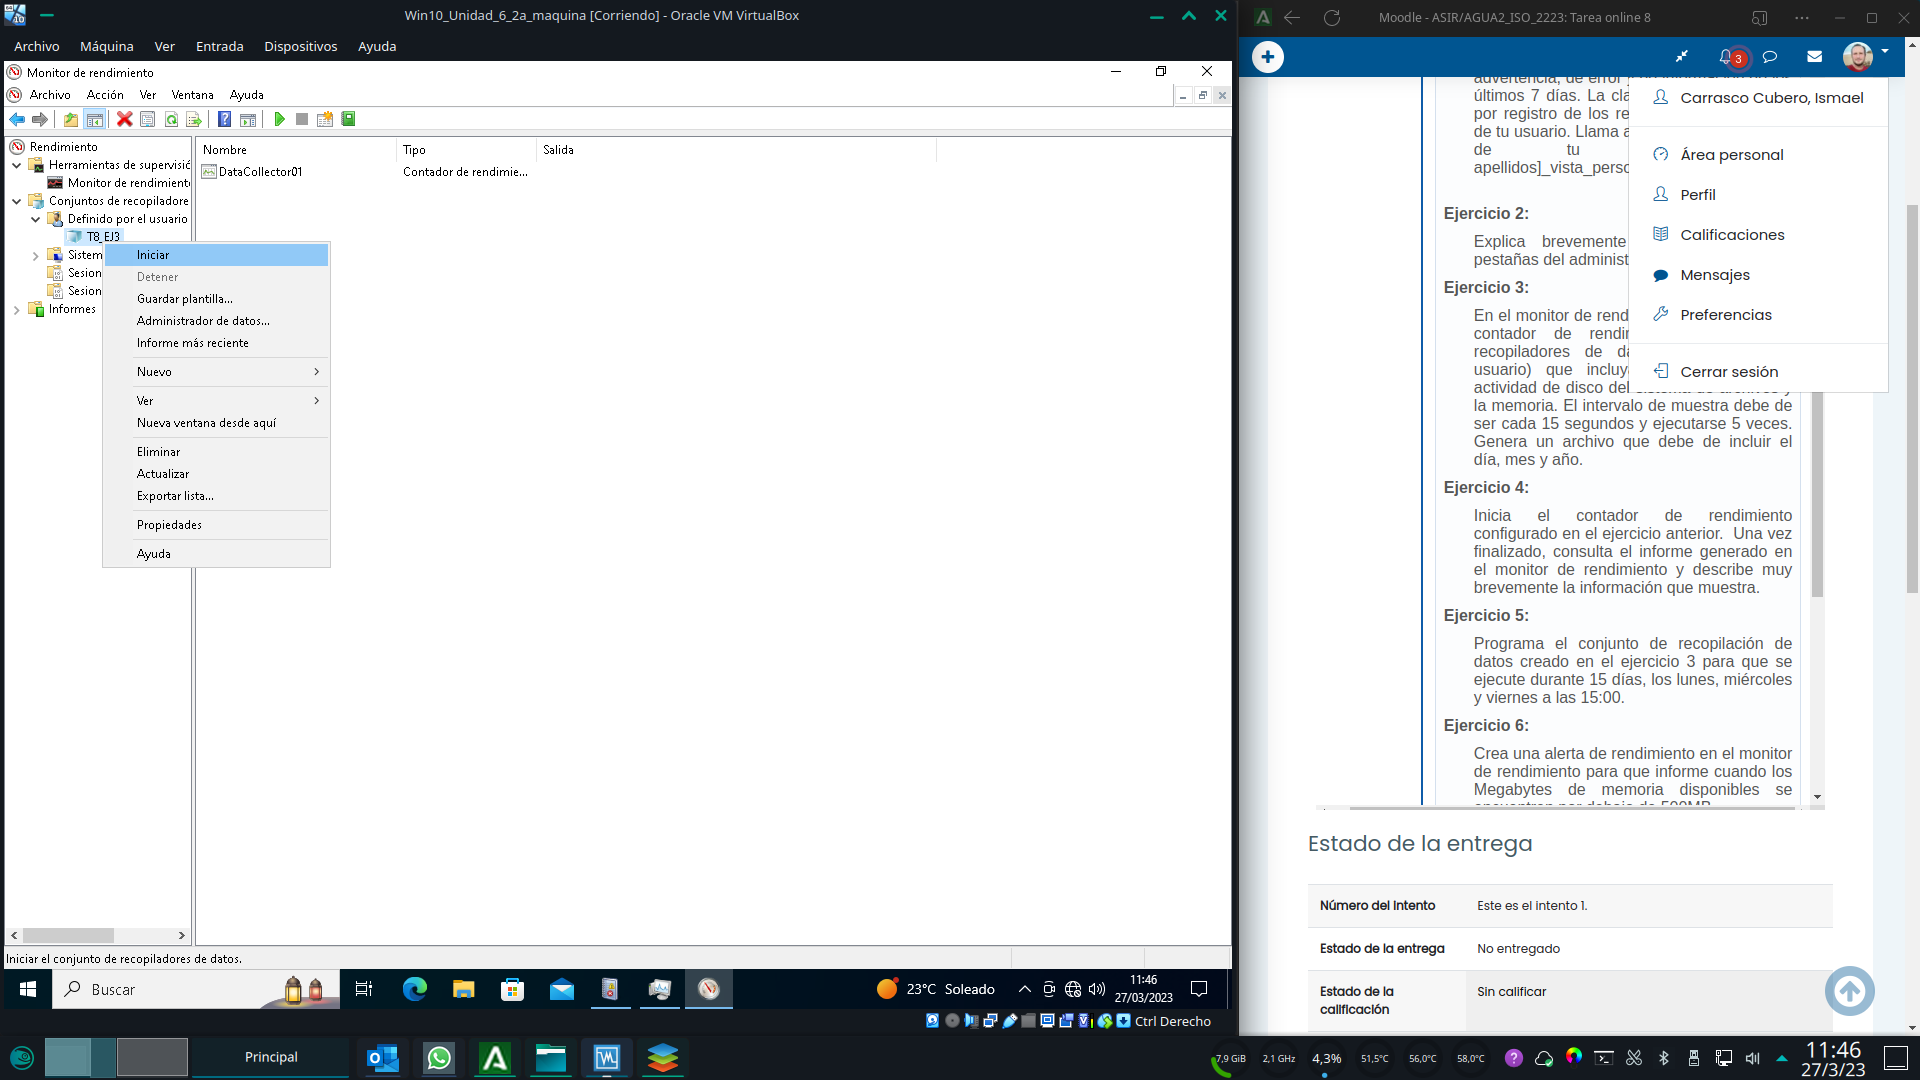 Win10_Unidad_6_2a_maquina [Corriendo] - Oracle VM VirtualBox
Archivo Máquina Ver Entrada Dispositivos Ayuda
Monitor de rendimiento
Archivo Acción Ver Ventana Ayuda
Rendimiento
Herramientas de supervisió
Monitor de rendimient
Conjuntos de recopiladore
Definido por el usuario
T8_EJ3
Sistem
Sesion
Sesion
Informes
Nombre Tipo Salida
DataCollector01 Contador de rendimie...
Iniciar
Detener
Guardar plantilla...
Administrador de datos...
Informe más reciente
Nuevo
Ver
Nueva ventana desde aquí
Eliminar
Actualizar
Exportar lista...
Propiedades
Ayuda
Iniciar el conjunto de recopiladores de datos.
Buscar
23°C Soleado
11:46
27/03/2023
Ctrl Derecho
Moodle - ASIR/AGUA2_ISO_2223: Tarea online 8
3
Carrasco Cubero, Ismael
Área personal
Perfil
Calificaciones
Mensajes
Preferencias
Cerrar sesión
últimos 7 días. La cla
por registro de los re
de tu usuario. Llama a
de tu
apellidos]_vista_perso
Ejercicio 2:
Explica brevemente
pestañas del administ
Ejercicio 3:
En el monitor de rend
contador de rendir
recopiladores de da
usuario) que incluya
actividad de disco del sistema de archivos y
la memoria. El intervalo de muestra debe de
ser cada 15 segundos y ejecutarse 5 veces.
Genera un archivo que debe de incluir el
día, mes y año.
Ejercicio 4:
Inicia el contador de rendimiento
configurado en el ejercicio anterior. Una vez
finalizado, consulta el informe generado en
el monitor de rendimiento y describe muy
brevemente la información que muestra.
Ejercicio 5:
Programa el conjunto de recopilación de
datos creado en el ejercicio 3 para que se
ejecute durante 15 días, los lunes, miércoles
y viernes a las 15:00.
Ejercicio 6:
Crea una alerta de rendimiento en el monitor
de rendimiento para que informe cuando los
Megabytes de memoria disponibles se
encuentren por debajo de 500MB
Estado de la entrega
Número del intento Este es el intento 1.
Estado de la entrega No entregado
Estado de la calificación Sin calificar
Principal
7,9 GiB 2,1 GHz 4,3% 51,5°C 56,0°C 58,0°C
11:46
27/3/23